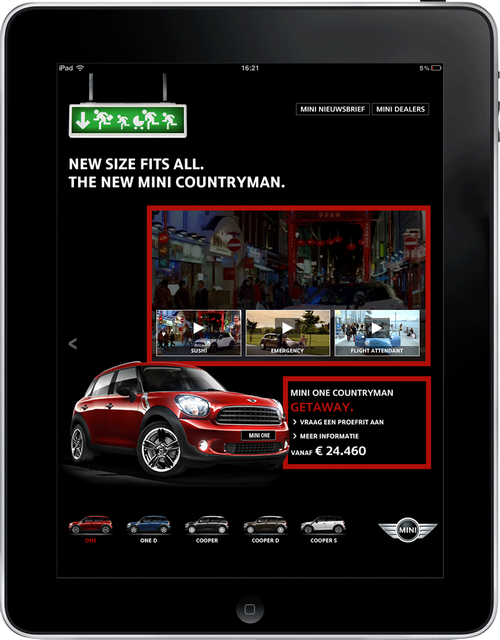 iPad
16:21
5%
MINI NIEUWSBRIEF
MINI DEALERS
NEW SIZE FITS ALL.
THE NEW MINI COUNTRYMAN.
SUSHI
EMERGENCY
FLIGHT ATTENDANT
MINI ONE
MINI ONE COUNTRYMAN
GETAWAY.
VRAAG EEN PROEFRIT AAN
MEER INFORMATIE
VANAF € 24.460
ONE
ONE D
COOPER
COOPER D
COOPER S
MINI